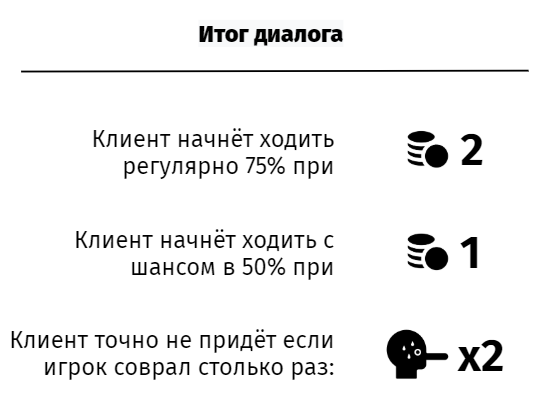 Итог диалога
Клиент начнёт ходить
регулярно 75% при
2
Клиент начнёт ходить с
шансом в 50% при
1
Клиент точно не придёт если
игрок соврал столько раз:
x2